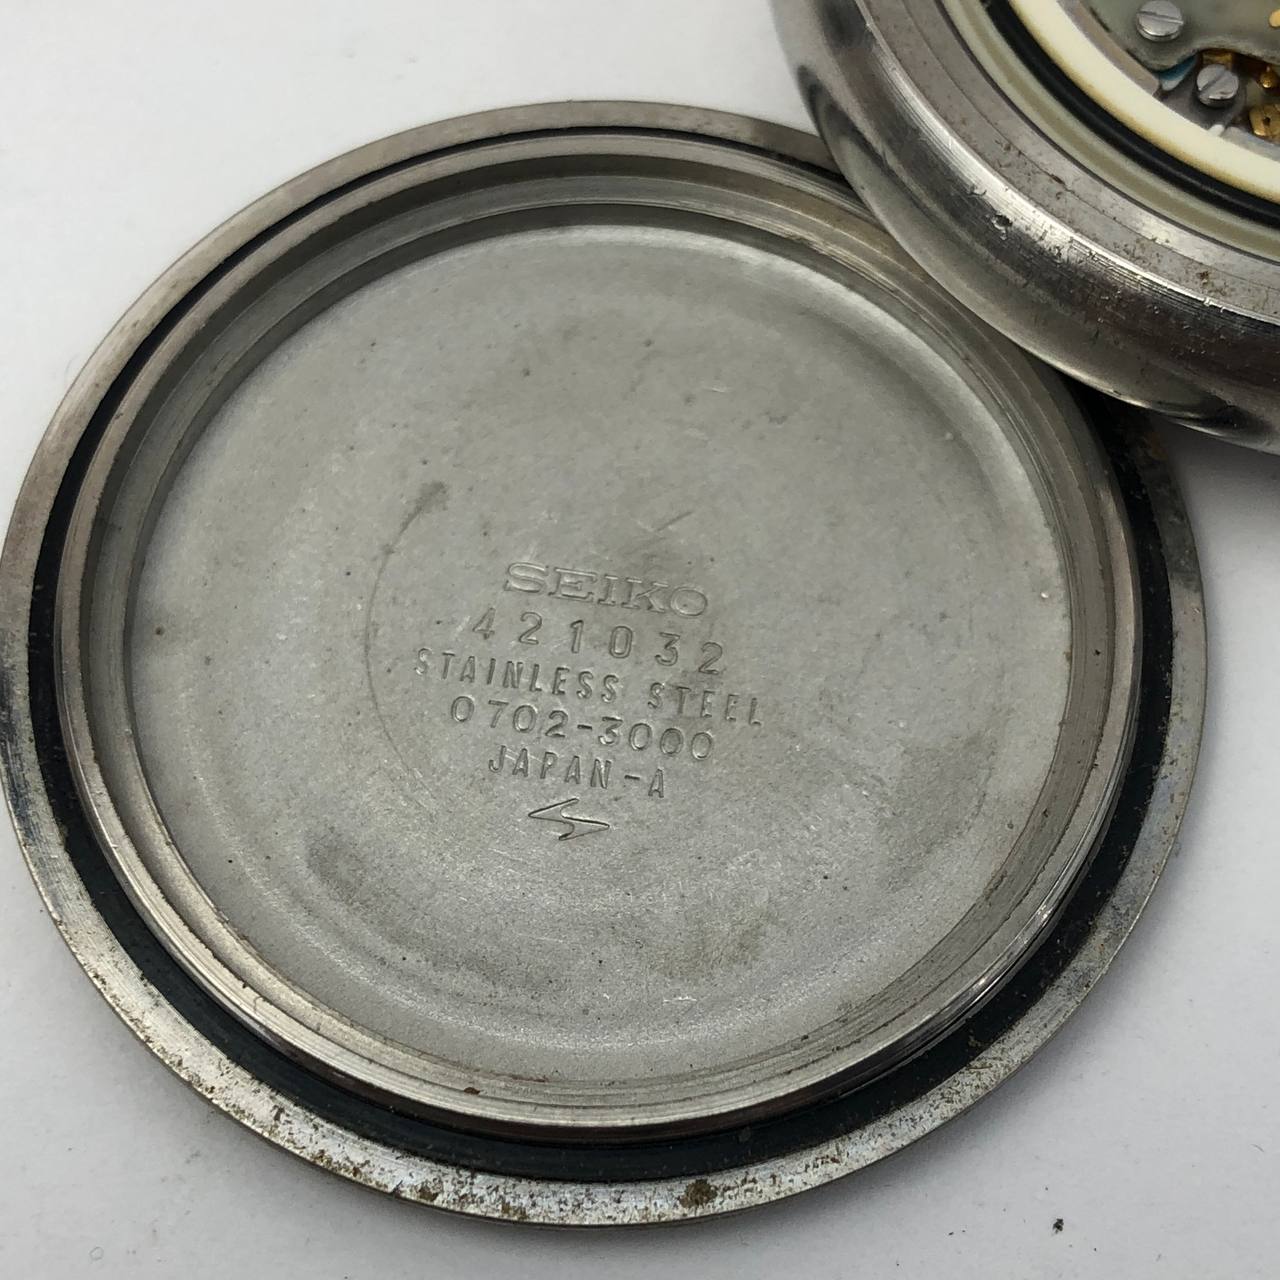 SEIKO
421032
STAINLESS STEEL
0702-3000
JAPAN-A